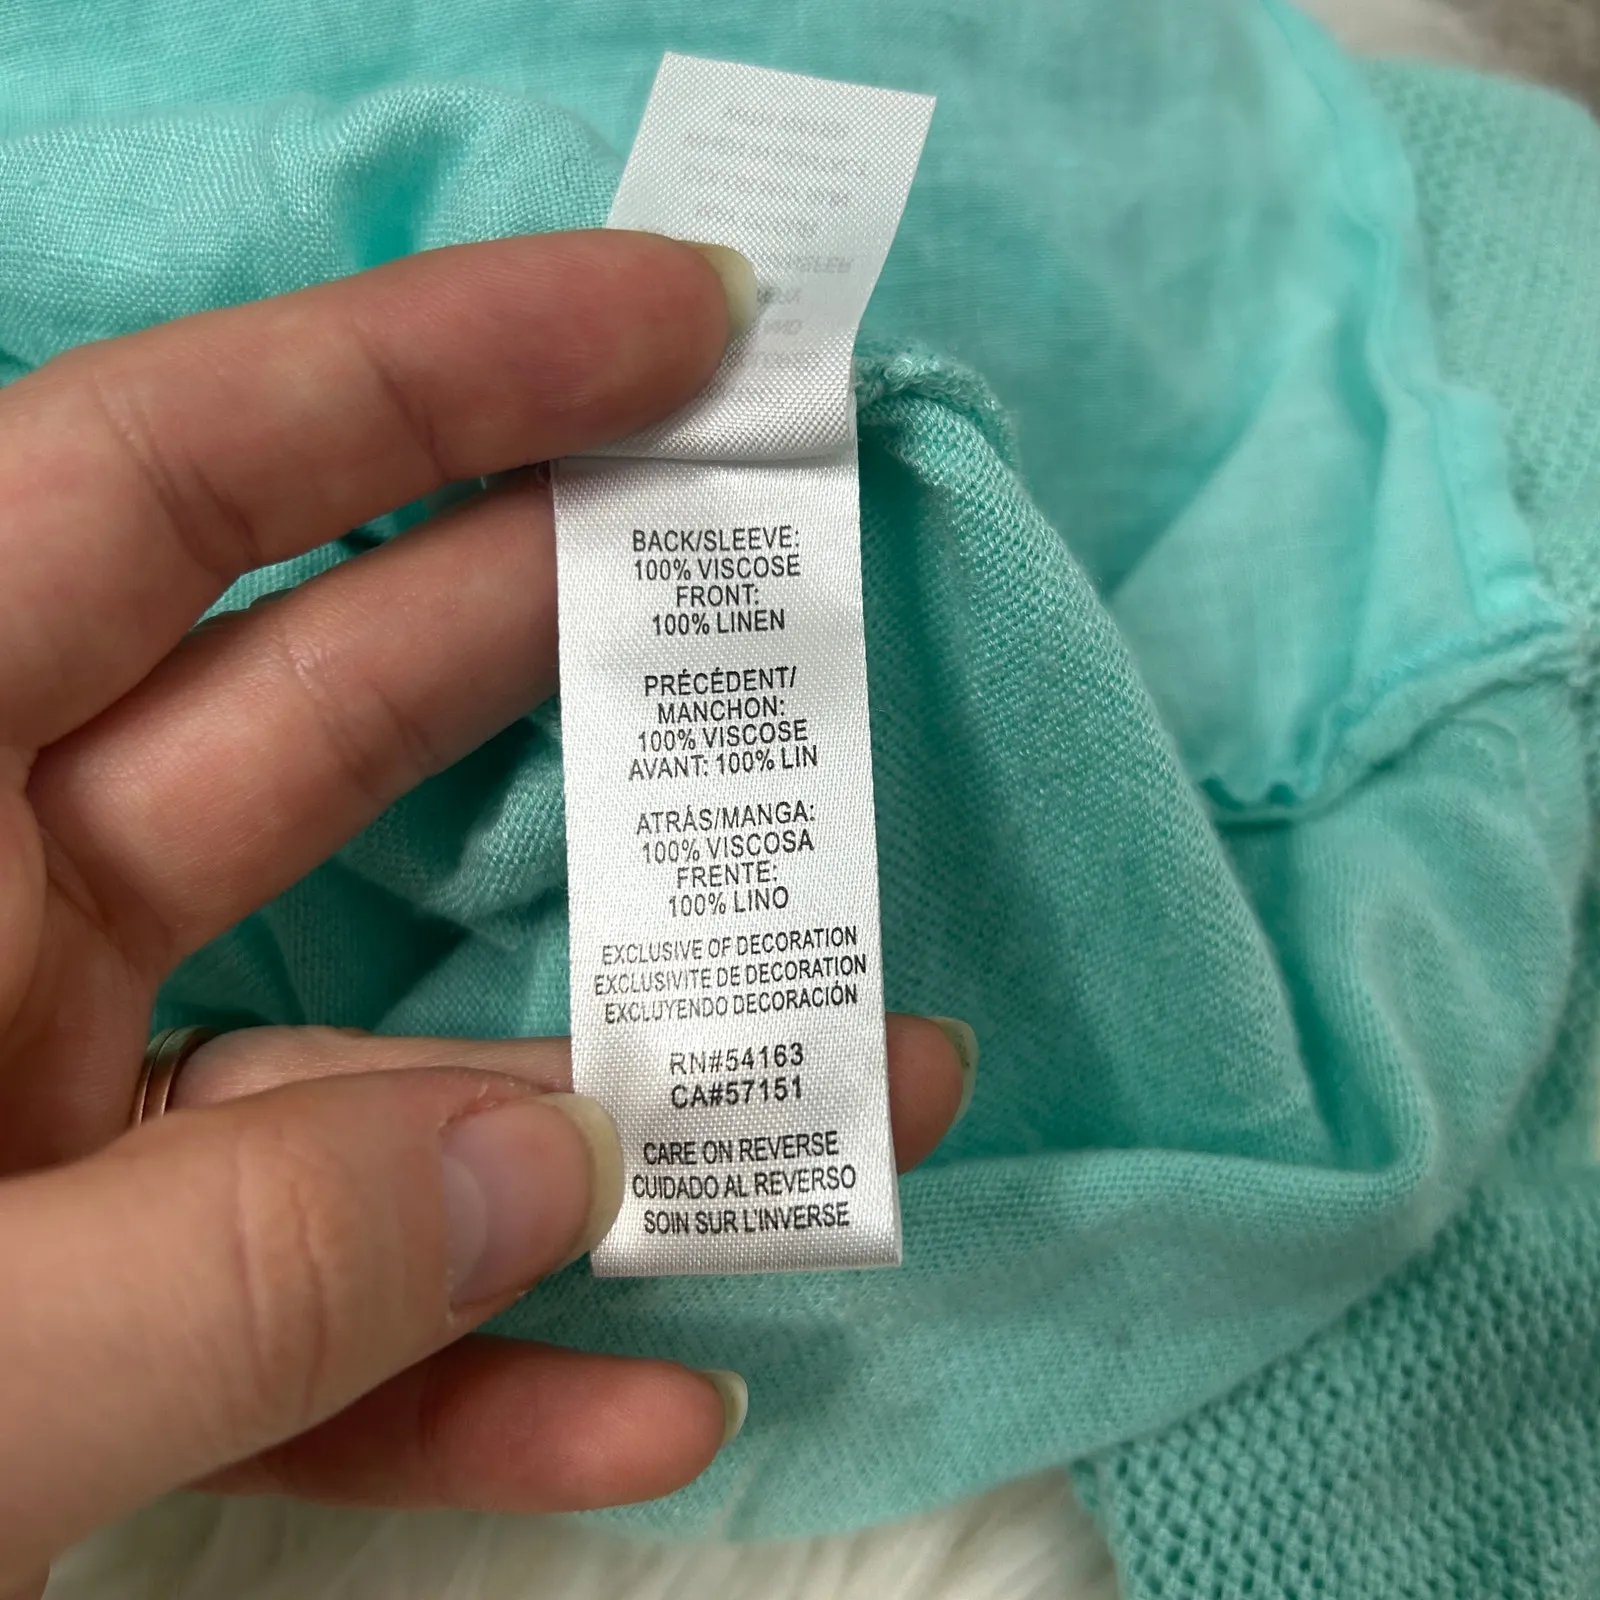 BACK/SLEEVE:
100% VISCOSE
FRONT:
100% LINEN
PRÉCÉDENT/
MANCHON:
100% VISCOSE
AVANT: 100% LIN
ATRÁS/MANGA:
100% VISCOSA
FRENTE:
100% LINO
EXCLUSIVE OF DECORATION
EXCLUSIVITE DE DECORATION
EXCLUYENDO DECORACIÓN
RN#54163
CA#57151
CARE ON REVERSE
CUIDADO AL REVERSO
SOIN SUR L'INVERSE